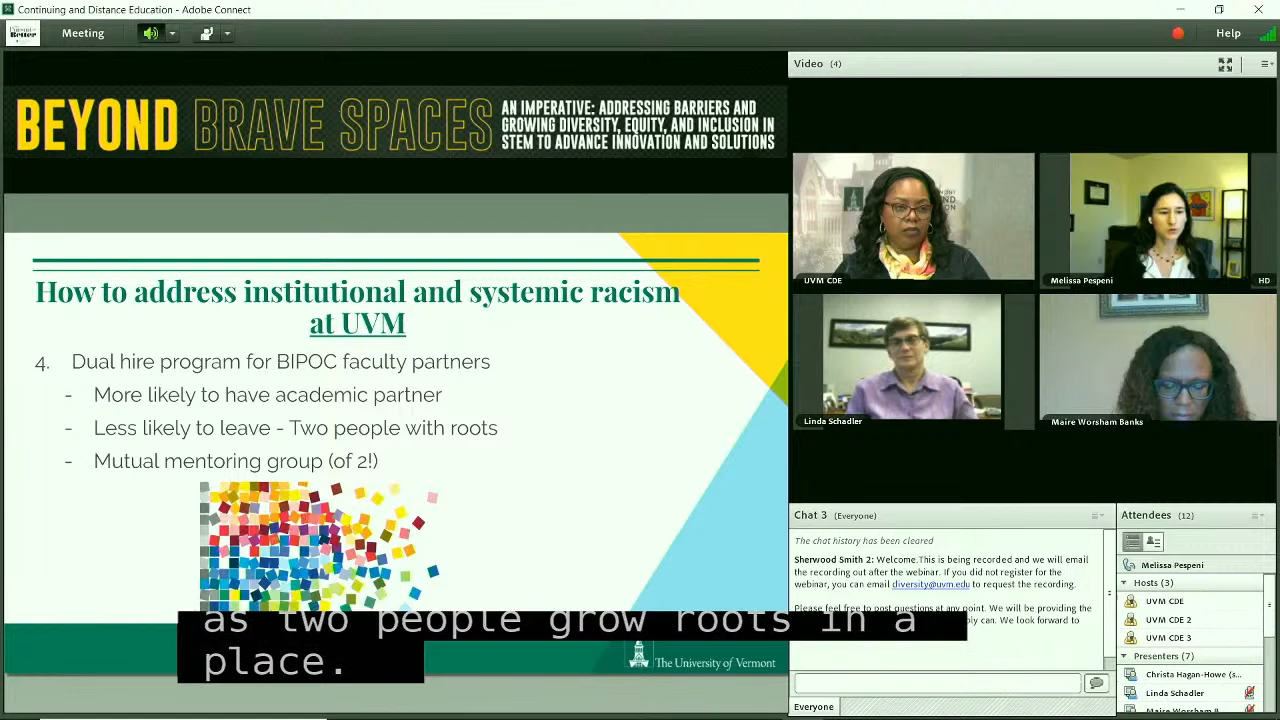 Continuing and Distance Education - Adobe Connect
Meeting
Help
BEYOND BRAVE SPACES
AN IMPERATIVE: ADDRESSING BARRIERS AND
GROWING DIVERSITY, EQUITY, AND INCLUSION IN
STEM TO ADVANCE INNOVATION AND SOLUTIONS
How to address institutional and systemic racism
at UVM
4. Dual hire program for BIPOC faculty partners
- More likely to have academic partner
- Less likely to leave - Two people with roots
- Mutual mentoring group (of 2!)
as two people grow roots in a
place.
The University of Vermont
Video (4)
UVM CDE
Melissa Pespeni
HD
Linda Schadler
Maire Worsham Banks
Chat 3 (Everyone)
The chat history has been cleared
Sherwood Smith 2: Welcome.This is being recorded and we will email
the recording out after the webinar. If you did not register for the
webinar, you can email diversity@uvm.edu to request the recording.
Please feel free to post questions at any point. We will be providing the
can. We look forward to
Everyone
Attendees (12)
Melissa Pespeni
Hosts (3)
UVM CDE
UVM CDE 2
UVM CDE 3
Presenters (7)
Christa Hagan-Howe (s...
Linda Schadler
Maire Worsham B